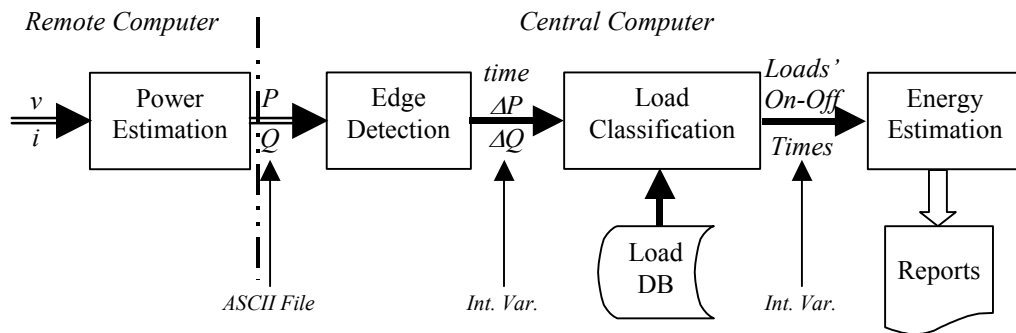 Remote Computer
Central Computer
v
i
Power
Estimation
P
Q
Edge
Detection
time
ΔP
ΔQ
Load
Classification
Loads’
On-Off
Times
Energy
Estimation
Load
DB
Reports
ASCII File
Int. Var.
Int. Var.